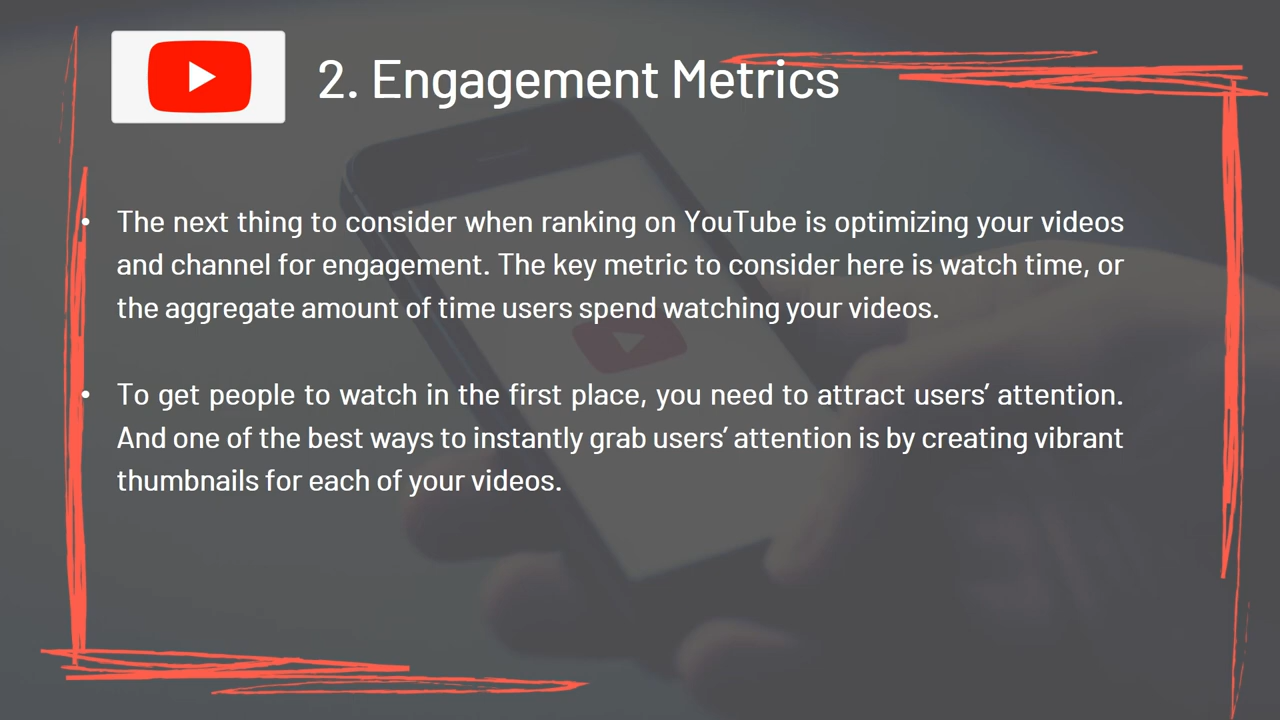 2. Engagement Metrics
• The next thing to consider when ranking on YouTube is optimizing your videos
and channel for engagement. The key metric to consider here is watch time, or
the aggregate amount of time users spend watching your videos.
• To get people to watch in the first place, you need to attract users’ attention.
And one of the best ways to instantly grab users’ attention is by creating vibrant
thumbnails for each of your videos.